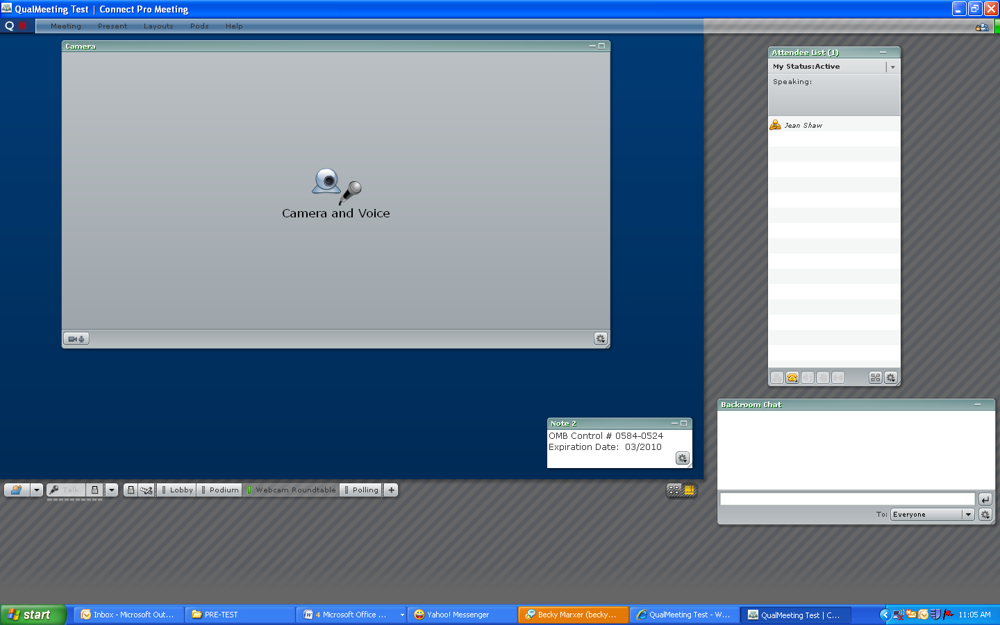 QualMeeting Test | Connect Pro Meeting
Q
Meeting Present Layouts Pods Help
Camera
Camera and Voice
Attendee List (1)
My Status:Active
Speaking:
Jean Shaw
Note 2
OMB Control # 0584-0524
Expiration Date: 03/2010
Backroom Chat
To: Everyone
Talk Lobby Podium Webcam Roundtable Polling +
start Inbox - Microsoft Out... PRE-TEST 4 Microsoft Office ... Yahoo! Messenger Becky Marxer (becky... QualMeeting Test - W... QualMeeting Test | C... 11:05 AM